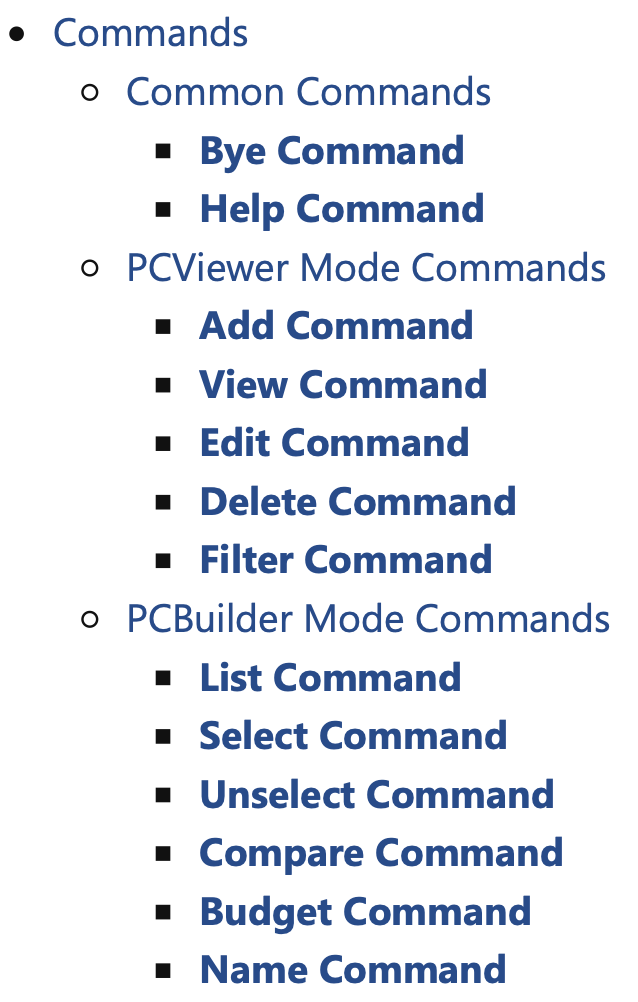 Commands
Common Commands
Bye Command
Help Command
PCViewer Mode Commands
Add Command
View Command
Edit Command
Delete Command
Filter Command
PCBuilder Mode Commands
List Command
Select Command
Unselect Command
Compare Command
Budget Command
Name Command